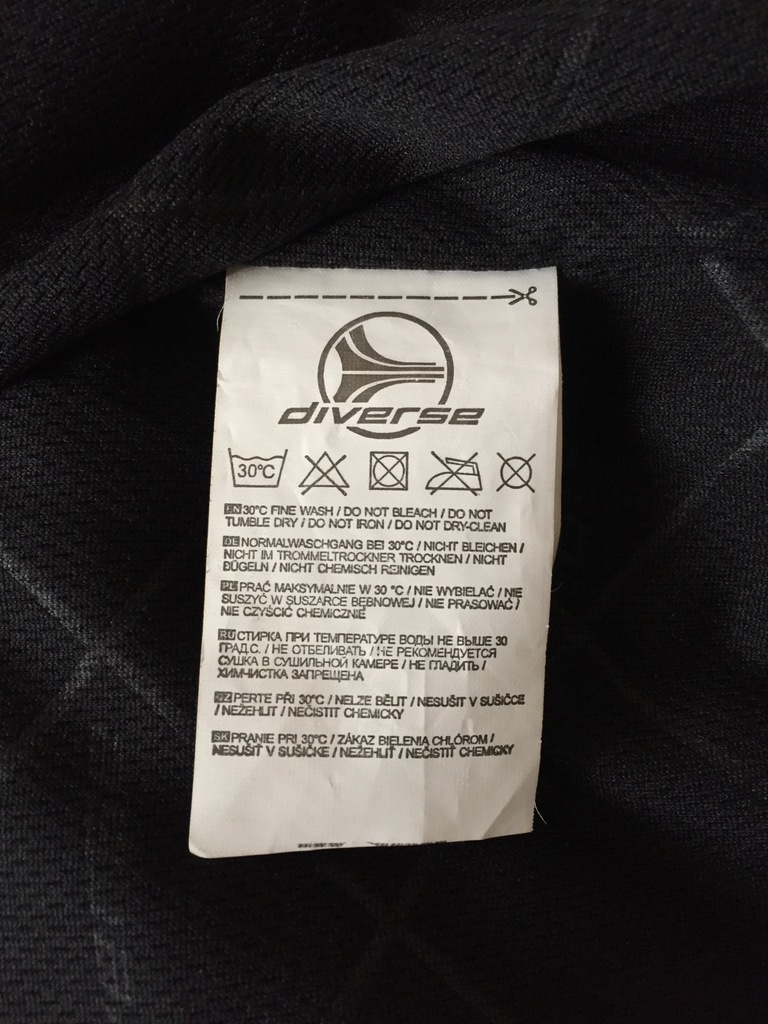 diverse
30°C
EN 30°C FINE WASH / DO NOT BLEACH / DO NOT
TUMBLE DRY / DO NOT IRON / DO NOT DRY-CLEAN
DE NORMALWASCHGANG BEI 30°C / NICHT BLEICHEN /
NICHT IM TROMMELTROCKNER TROCKNEN / NICHT
BÜGELN / NICHT CHEMISCH REINIGEN
PL PRAĆ MAKSYMALNIE W 30 °C / NIE WYBIELAĆ / NIE
SUSZYĆ W SUSZARCE BĘBNOWEJ / NIE PRASOWAĆ /
NIE CZYŚCIĆ CHEMICZNIE
RU СТИРКА ПРИ ТЕМПЕРАТУРЕ ВОДЫ НЕ ВЫШЕ 30
ГРАД.С. / НЕ ОТБЕЛИВАТЬ / НЕ РЕКОМЕНДУЕТСЯ
СУШКА В СУШИЛЬНОЙ КАМЕРЕ / НЕ ГЛАДИТЬ /
ХИМЧИСТКА ЗАПРЕЩЕНА
CZ PERTE PŘI 30°C / NELZE BĚLIT / NESUŠIT V SUŠIČCE
/ NEŽEHLIT / NEČISTIT CHEMICKY
SK PRANIE PRI 30°C / ZÁKAZ BIELENIA CHLÓROM /
NESUŠIŤ V SUŠIČKE / NEŽEHLIŤ / NEČISTIŤ CHEMICKY